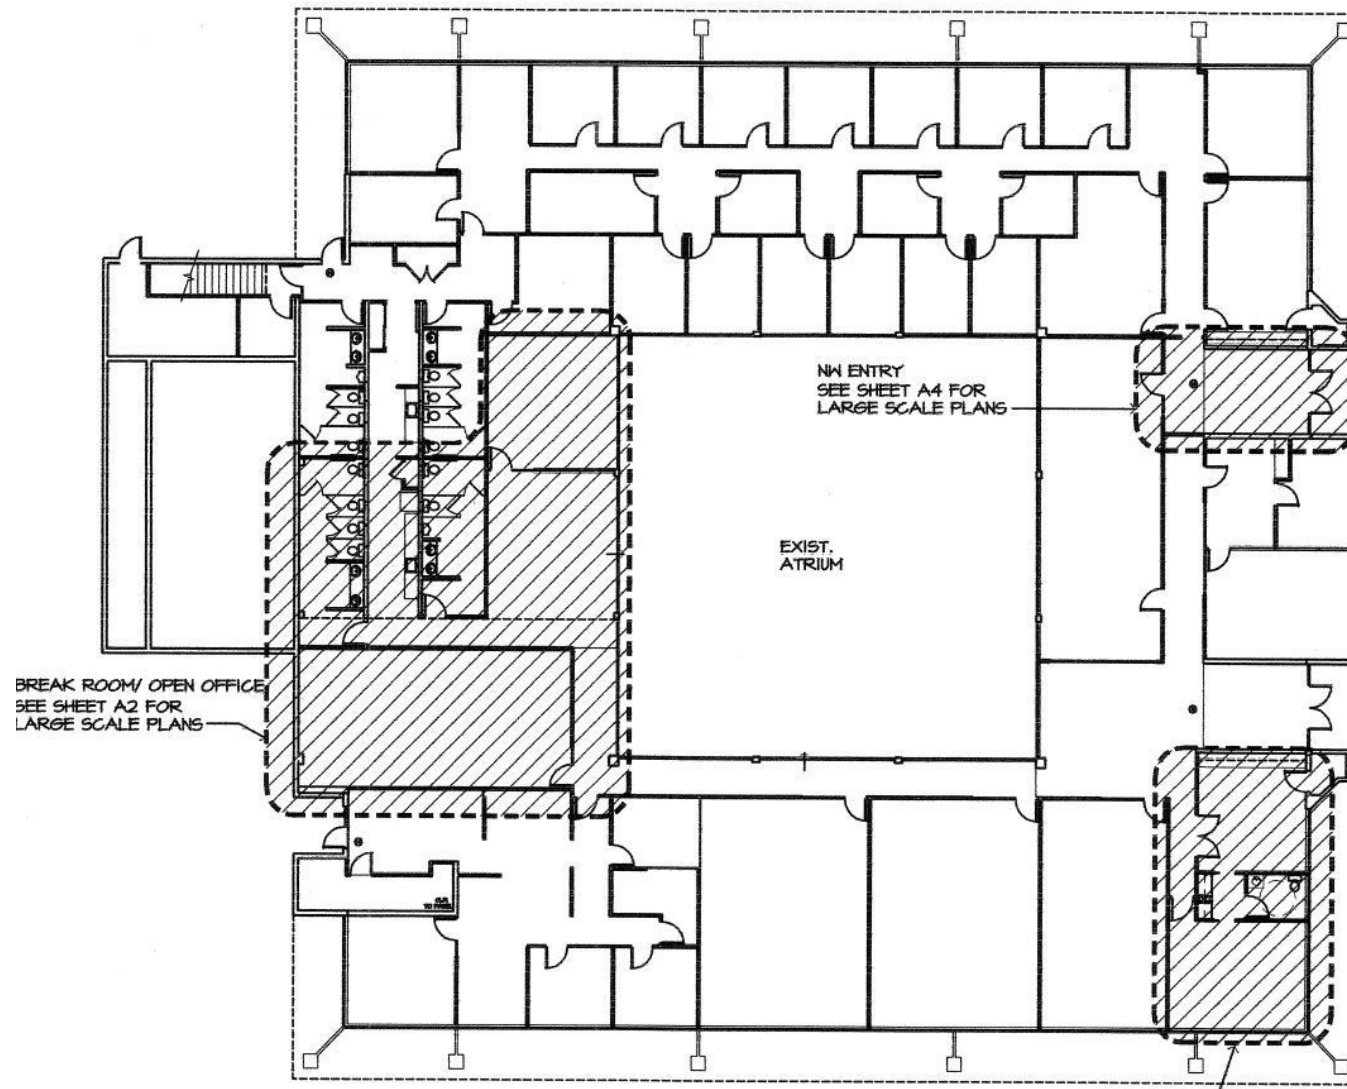 NW ENTRY
SEE SHEET A4 FOR
LARGE SCALE PLANS
EXIST.
ATRIUM
BREAK ROOM/ OPEN OFFICE
SEE SHEET A2 FOR
LARGE SCALE PLANS